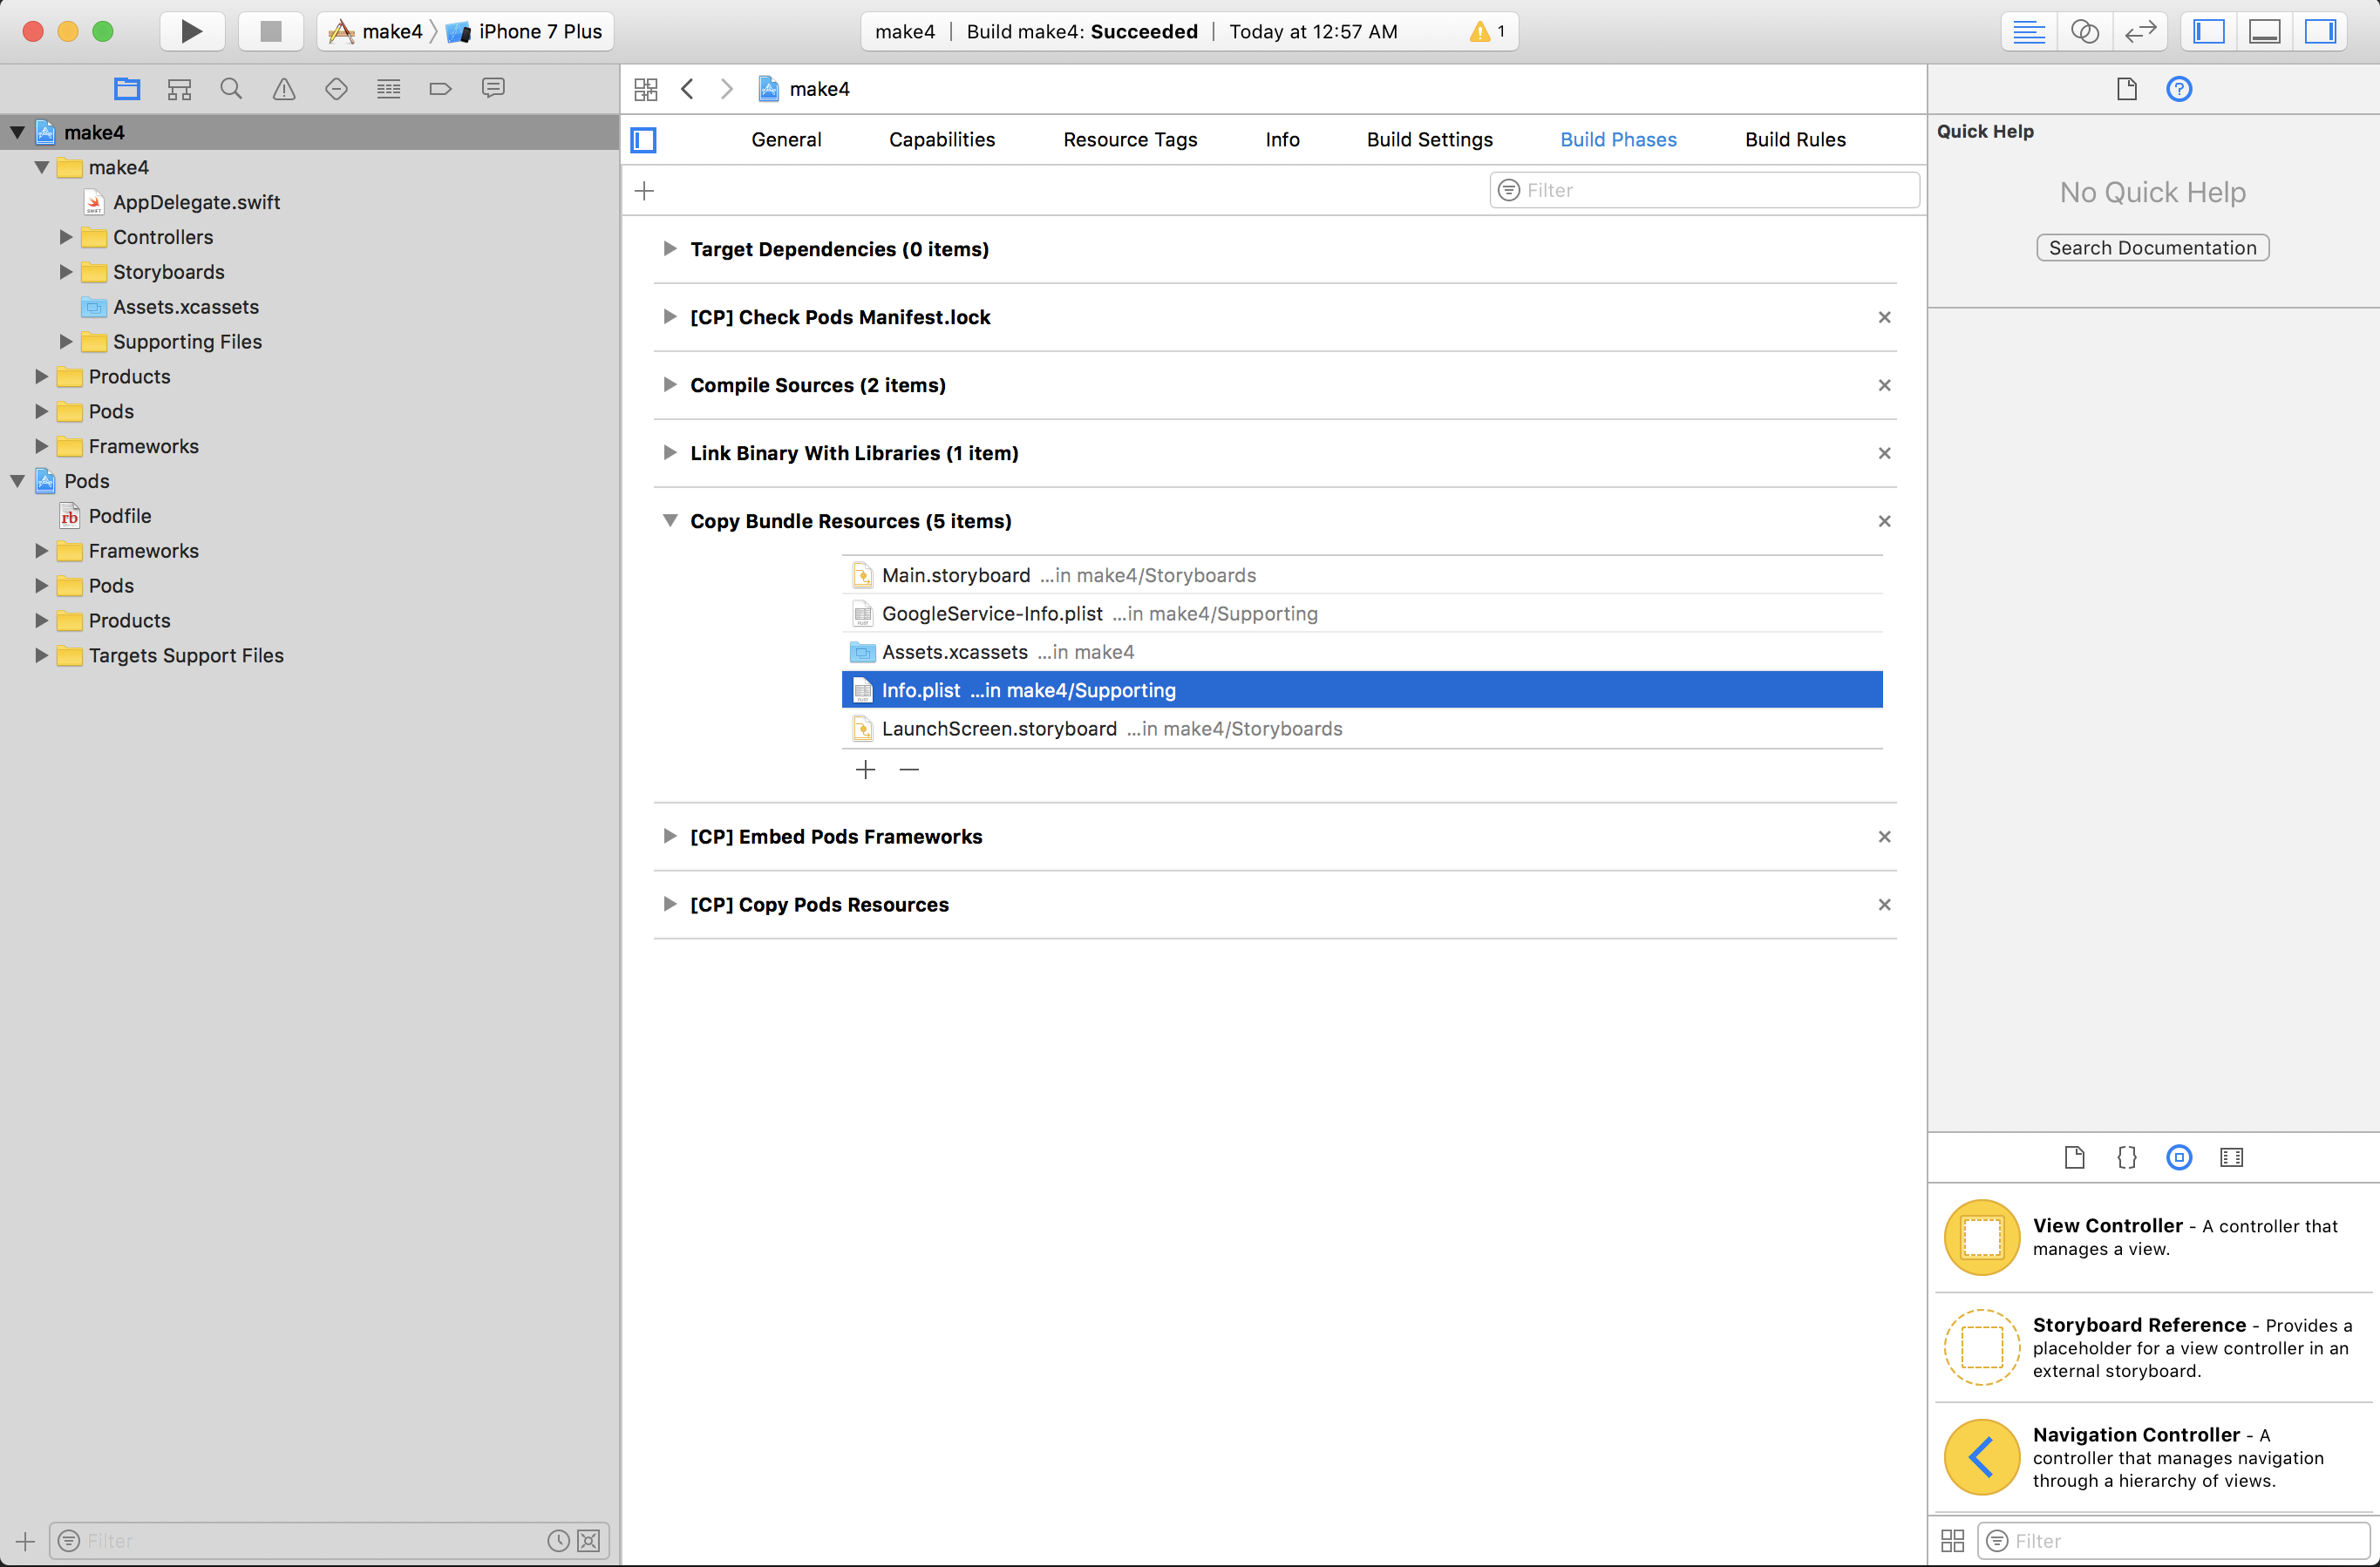 make4 〉 iPhone 7 Plus
make4 | Build make4: Succeeded | Today at 12:57 AM
1
make4
make4
AppDelegate.swift
Controllers
Storyboards
Assets.xcassets
Supporting Files
Products
Pods
Frameworks
Pods
Podfile
Frameworks
Pods
Products
Targets Support Files
Filter
make4
General Capabilities Resource Tags Info Build Settings Build Phases Build Rules
Filter
Target Dependencies (0 items)
[CP] Check Pods Manifest.lock
Compile Sources (2 items)
Link Binary With Libraries (1 item)
Copy Bundle Resources (5 items)
Main.storyboard ...in make4/Storyboards
GoogleService-Info.plist ...in make4/Supporting
Assets.xcassets ...in make4
Info.plist ...in make4/Supporting
LaunchScreen.storyboard ...in make4/Storyboards
[CP] Embed Pods Frameworks
[CP] Copy Pods Resources
Quick Help
No Quick Help
Search Documentation
View Controller - A controller that
manages a view.
Storyboard Reference - Provides a
placeholder for a view controller in an
external storyboard.
Navigation Controller - A
controller that manages navigation
through a hierarchy of views.
Filter